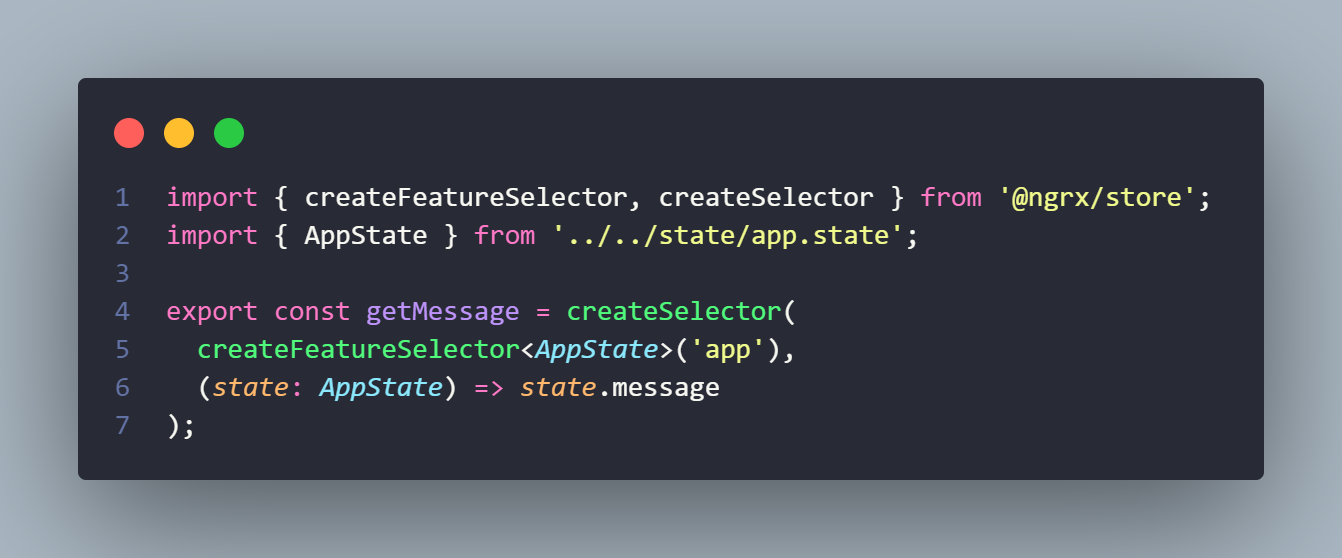 1 import { createFeatureSelector, createSelector } from '@ngrx/store';
2 import { AppState } from '../../state/app.state';
3
4 export const getMessage = createSelector(
5   createFeatureSelector<AppState>('app'),
6   (state: AppState) => state.message
7 );